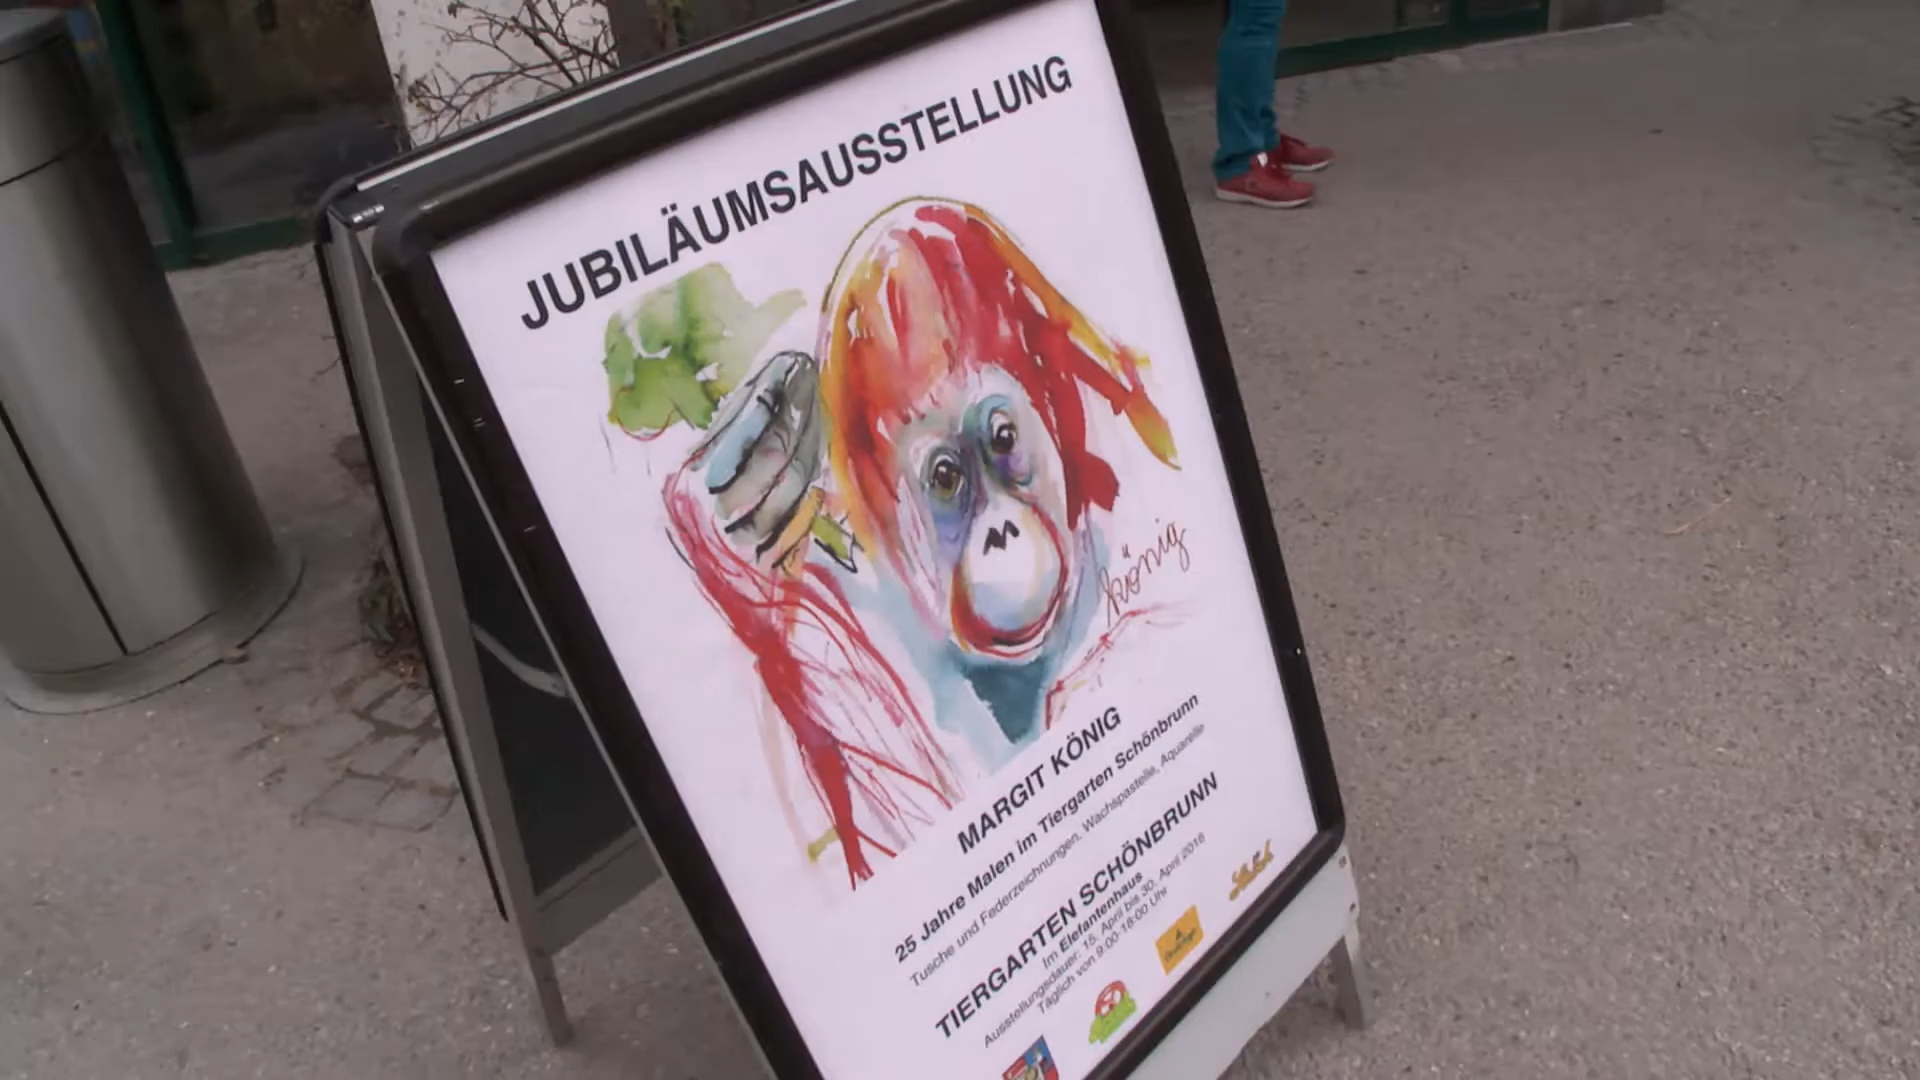 JUBILÄUMSAUSSTELLUNG
könig
MARGIT KÖNIG
25 Jahre Malen im Tiergarten Schönbrunn
Tusche und Federzeichnungen, Wachspastelle, Aquarelle
TIERGARTEN SCHÖNBRUNN
Im Elefantenhaus
Ausstellungsdauer: 15. April bis 30. April 2016
Täglich von 9:00-18:00 Uhr